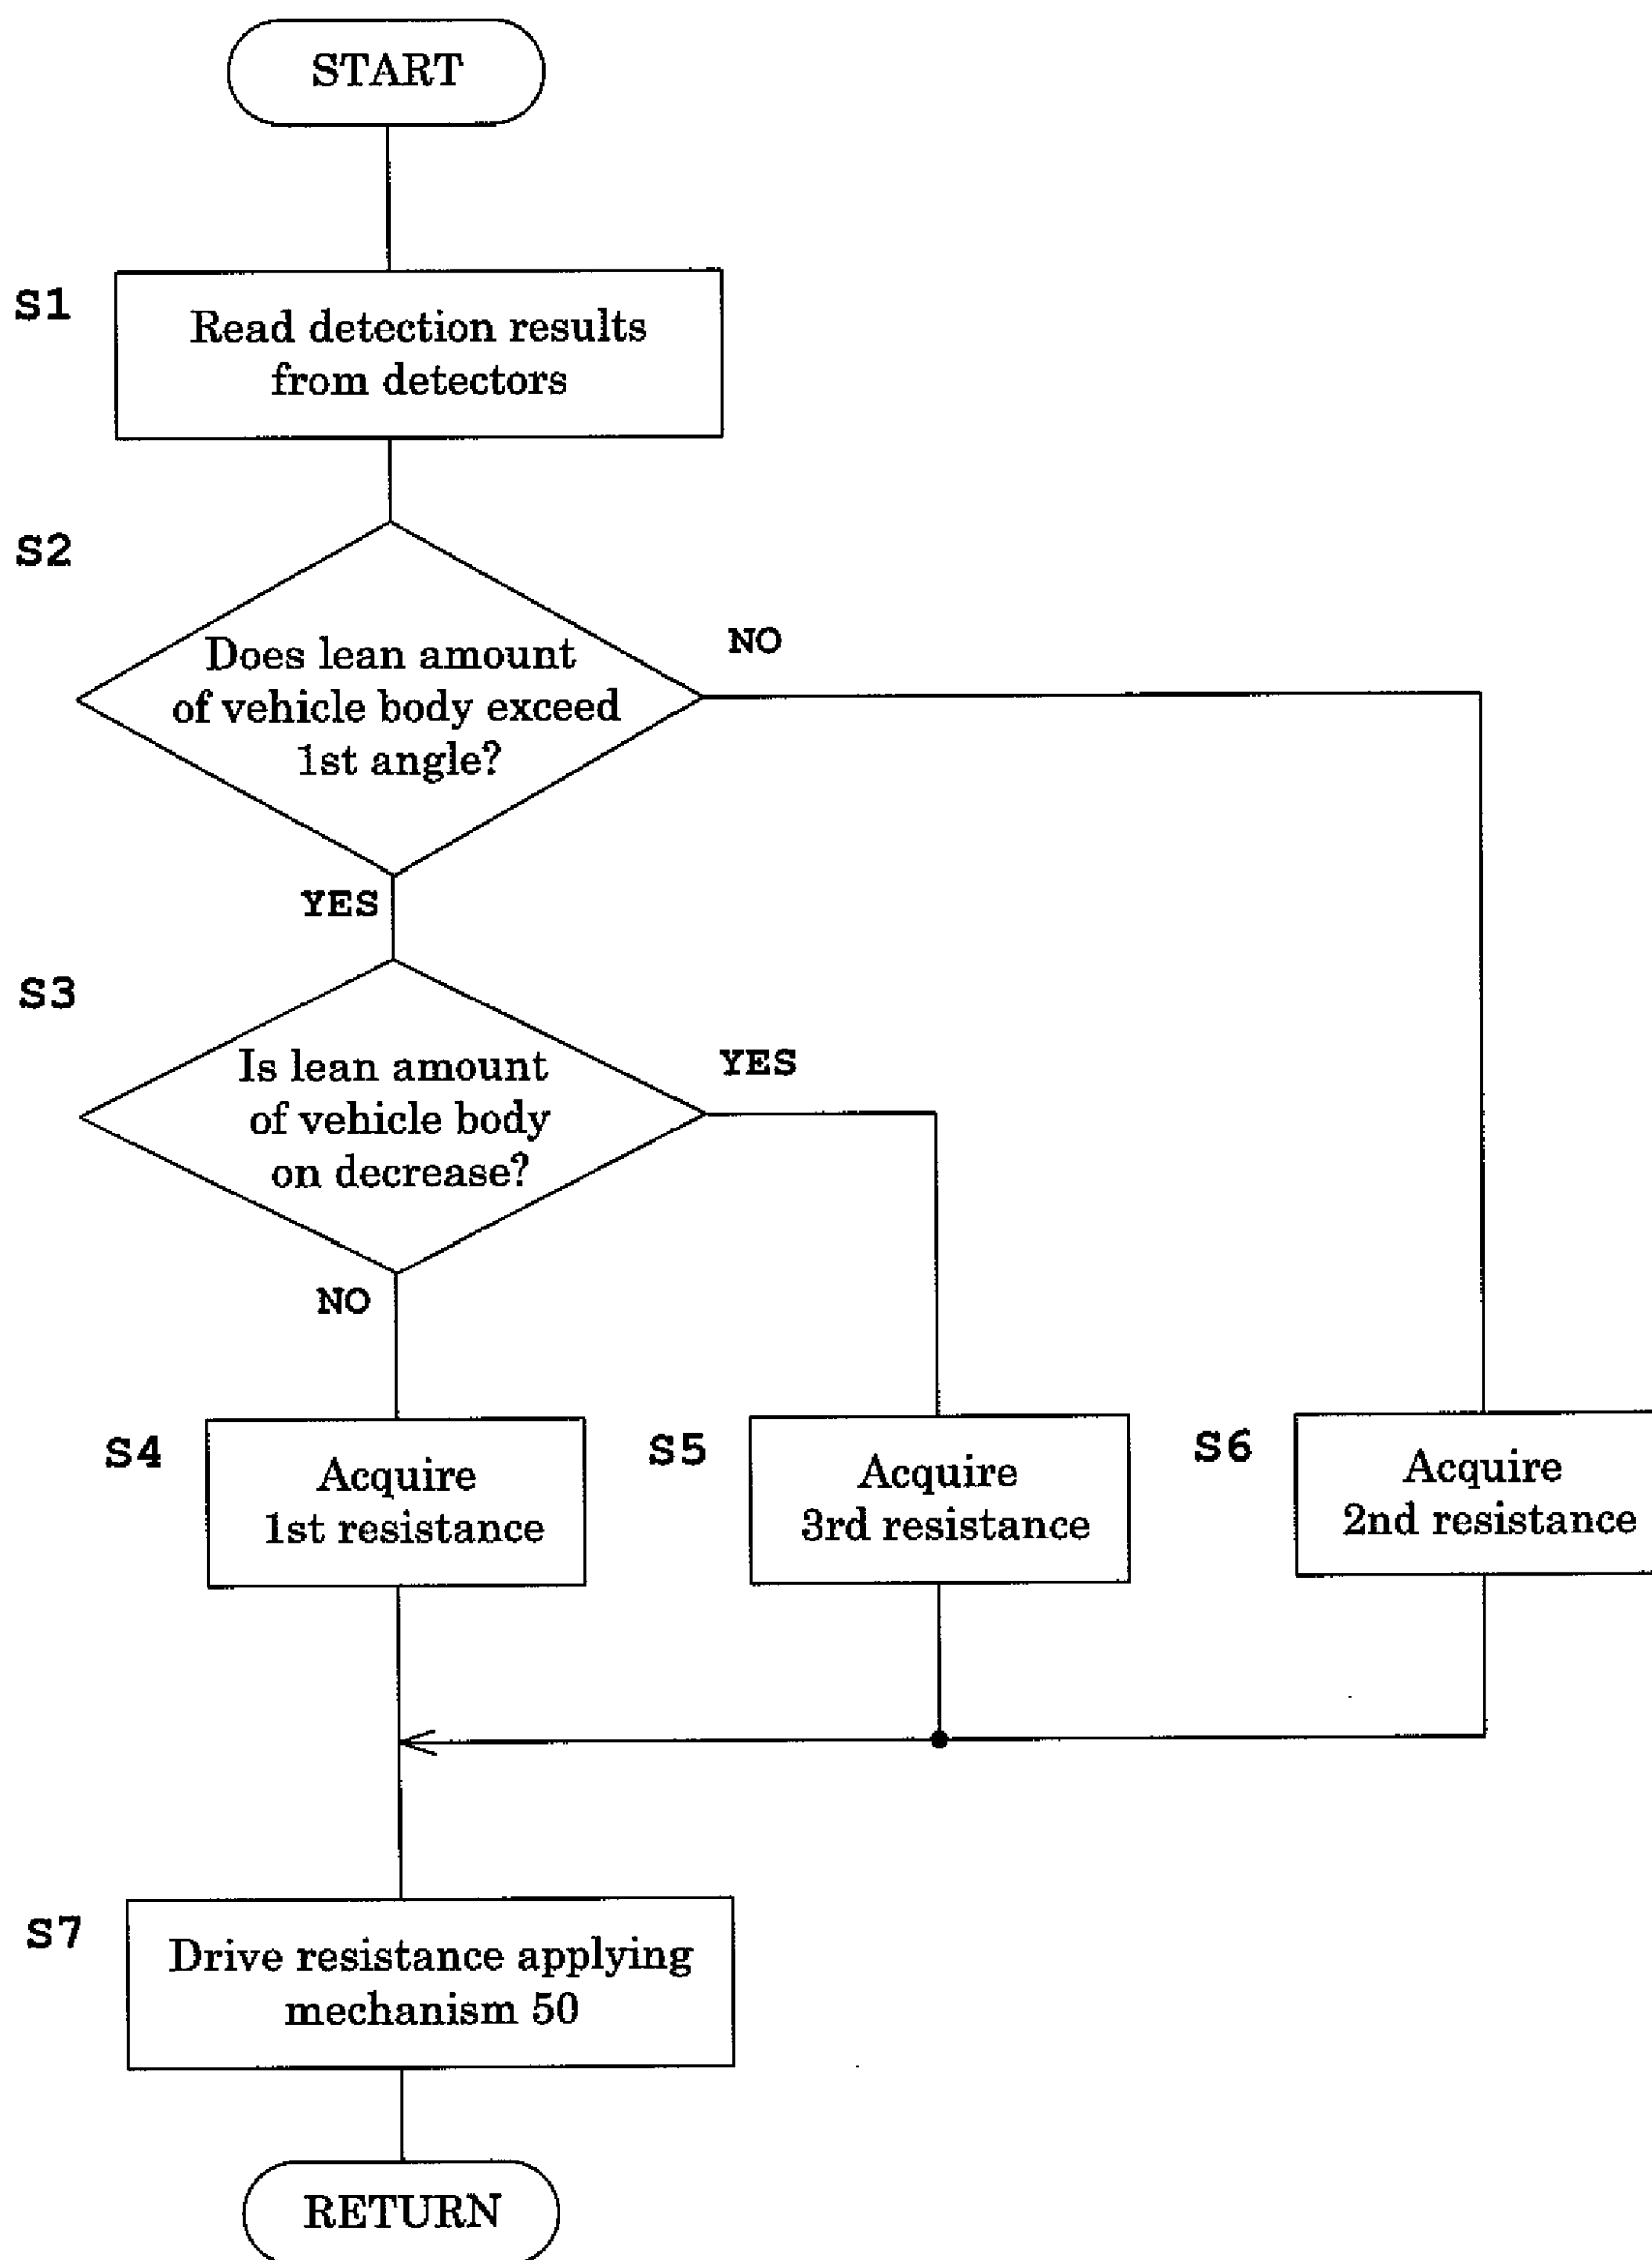 START
S1
Read detection results
from detectors
S2
Does lean amount
of vehicle body exceed
1st angle?
NO
YES
S3
Is lean amount
of vehicle body
on decrease?
YES
NO
S4
Acquire
1st resistance
S5
Acquire
3rd resistance
S6
Acquire
2nd resistance
S7
Drive resistance applying
mechanism 50
RETURN